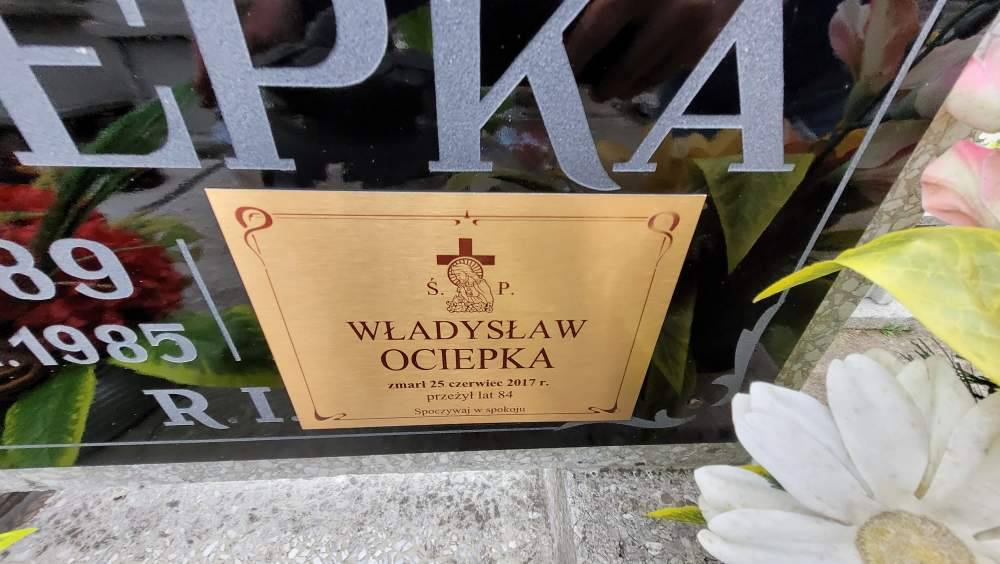 EPKA
89
1985
R.I.
Ś. P.
WŁADYSŁAW
OCIEPKA
zmarł 25 czerwiec 2017 r.
przeżył lat 84
Spoczywaj w spokoju